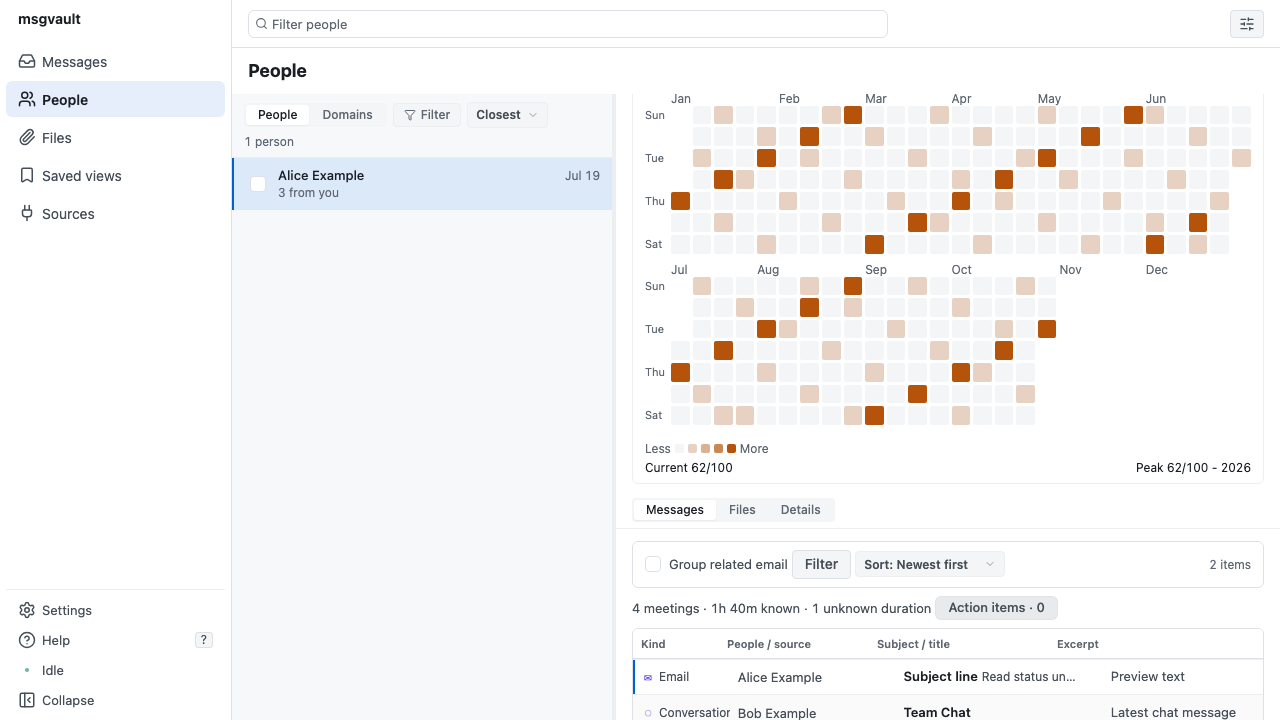 msgvault
Messages
People
Files
Saved views
Sources
Settings
Help ?
Idle
Collapse
Filter people
People
People Domains Filter Closest
1 person
Alice Example Jul 19
3 from you
Jan Feb Mar Apr May Jun
Sun
Tue
Thu
Sat
Jul Aug Sep Oct Nov Dec
Sun
Tue
Thu
Sat
Less More
Current 62/100 Peak 62/100 - 2026
Messages Files Details
Group related email Filter Sort: Newest first 2 items
4 meetings · 1h 40m known · 1 unknown duration Action items · 0
Kind People / source Subject / title Excerpt
Email Alice Example Subject line Read status un... Preview text
Conversation Bob Example Team Chat Latest chat message